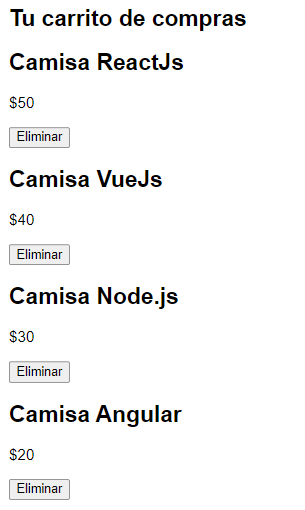 Tu carrito de compras
Camisa ReactJs
$50
Eliminar
Camisa VueJs
$40
Eliminar
Camisa Node.js
$30
Eliminar
Camisa Angular
$20
Eliminar